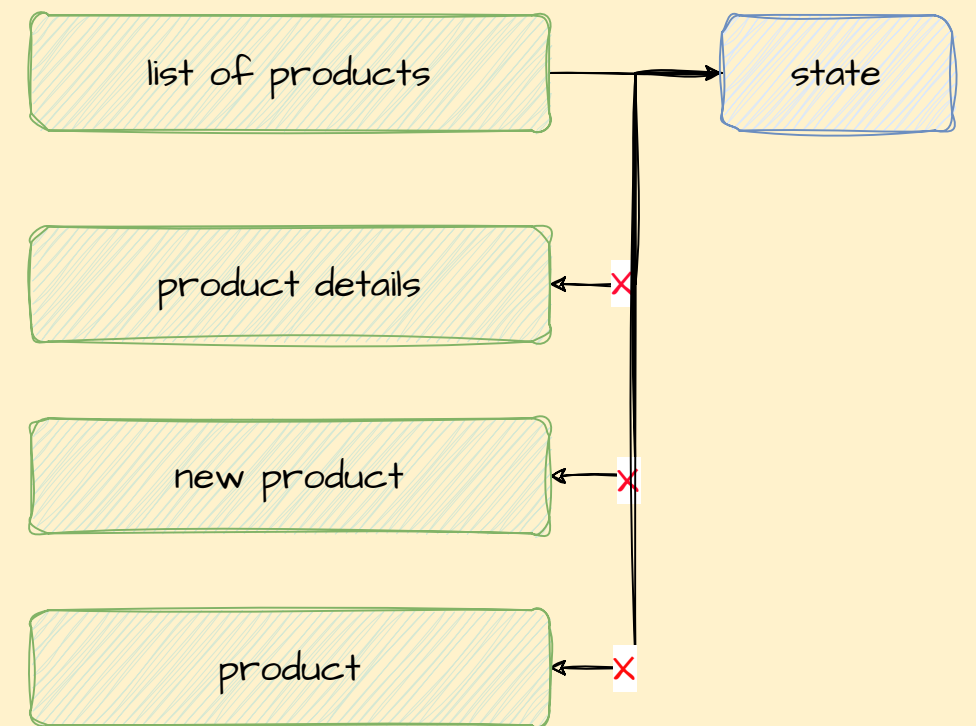 list of products
state
product details
new product
product